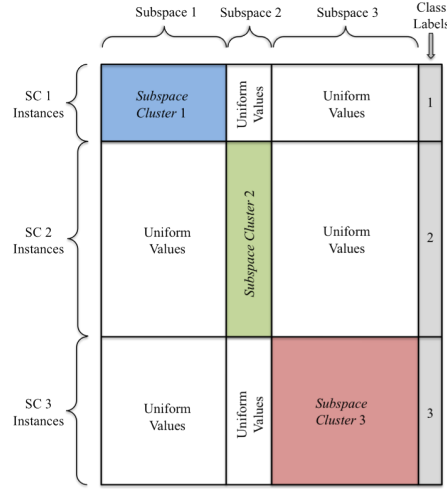 Subspace 1
Subspace 2
Subspace 3
Class
Labels
SC 1
Instances
Subspace
Cluster 1
Uniform
Values
Uniform
Values
1
SC 2
Instances
Uniform
Values
Subspace Cluster 2
Uniform
Values
2
SC 3
Instances
Uniform
Values
Uniform
Values
Subspace
Cluster 3
3